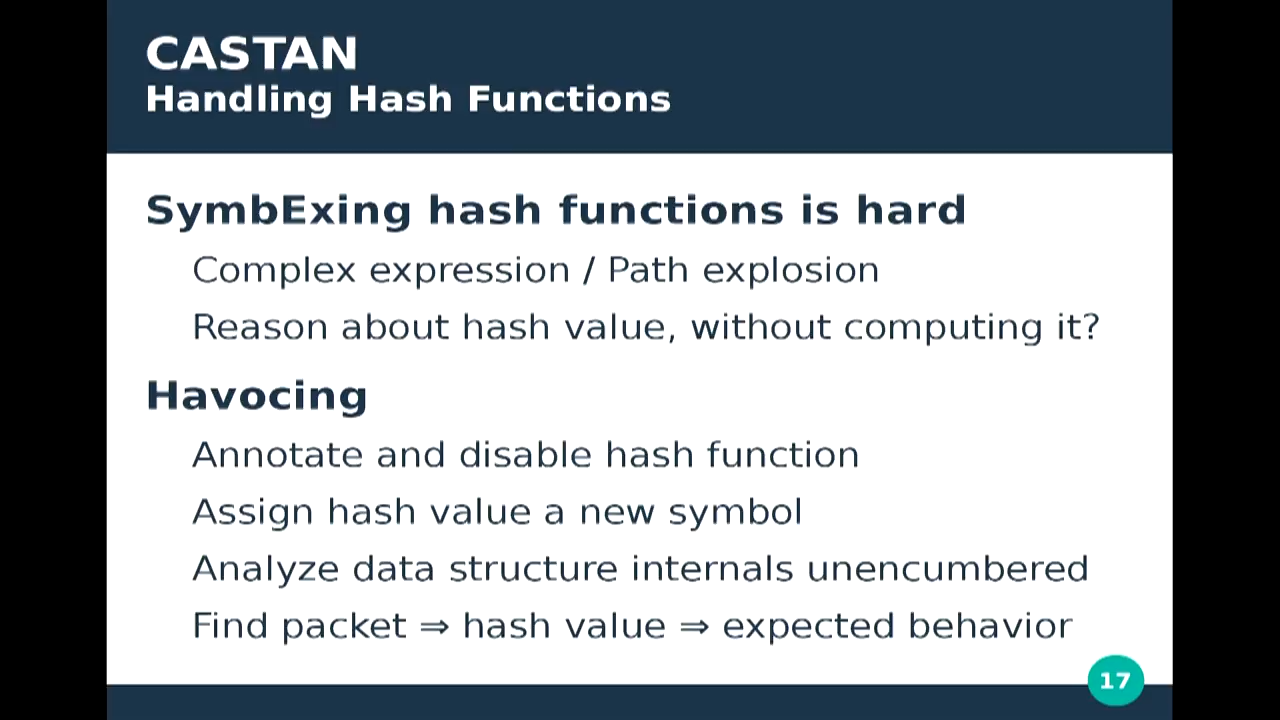 CASTAN
Handling Hash Functions
SymbExing hash functions is hard
Complex expression / Path explosion
Reason about hash value, without computing it?
Havocing
Annotate and disable hash function
Assign hash value a new symbol
Analyze data structure internals unencumbered
Find packet ⇒ hash value ⇒ expected behavior
17